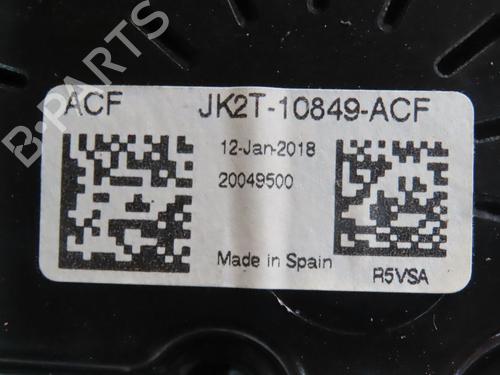 B-PARTS
ACF JK2T-10849-ACF
12-Jan-2018
20049500
Made in Spain
R5VSA